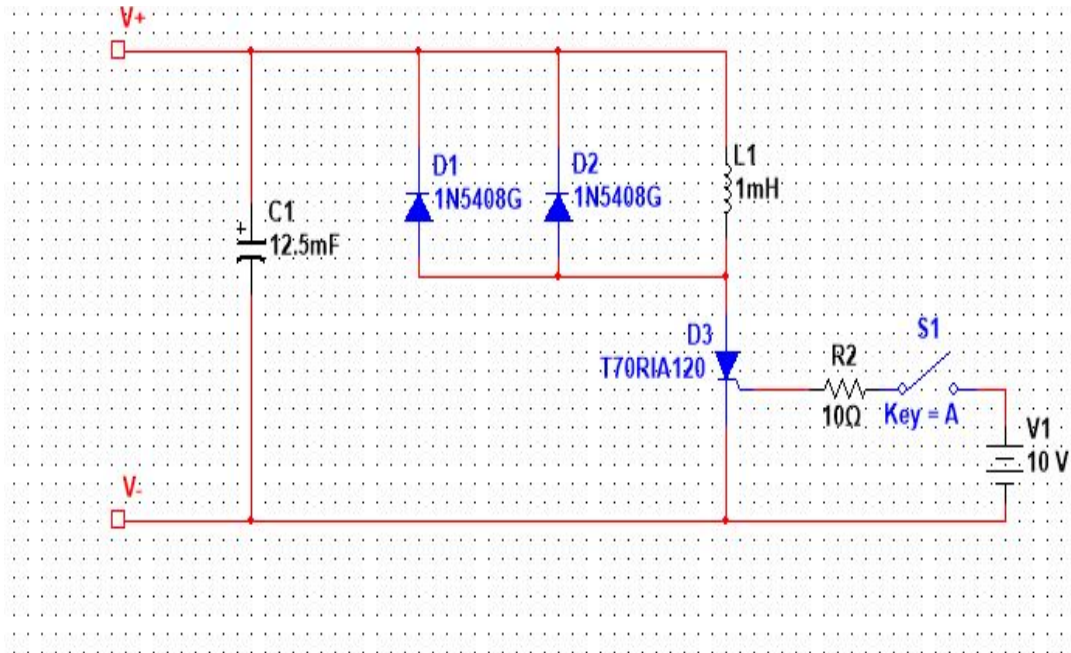 V+
D1
1N5408G
D2
1N5408G
L1
1mH
C1
+
12.5mF
D3
T70RIA120
R2
10Ω
S1
Key = A
V1
10 V
V-